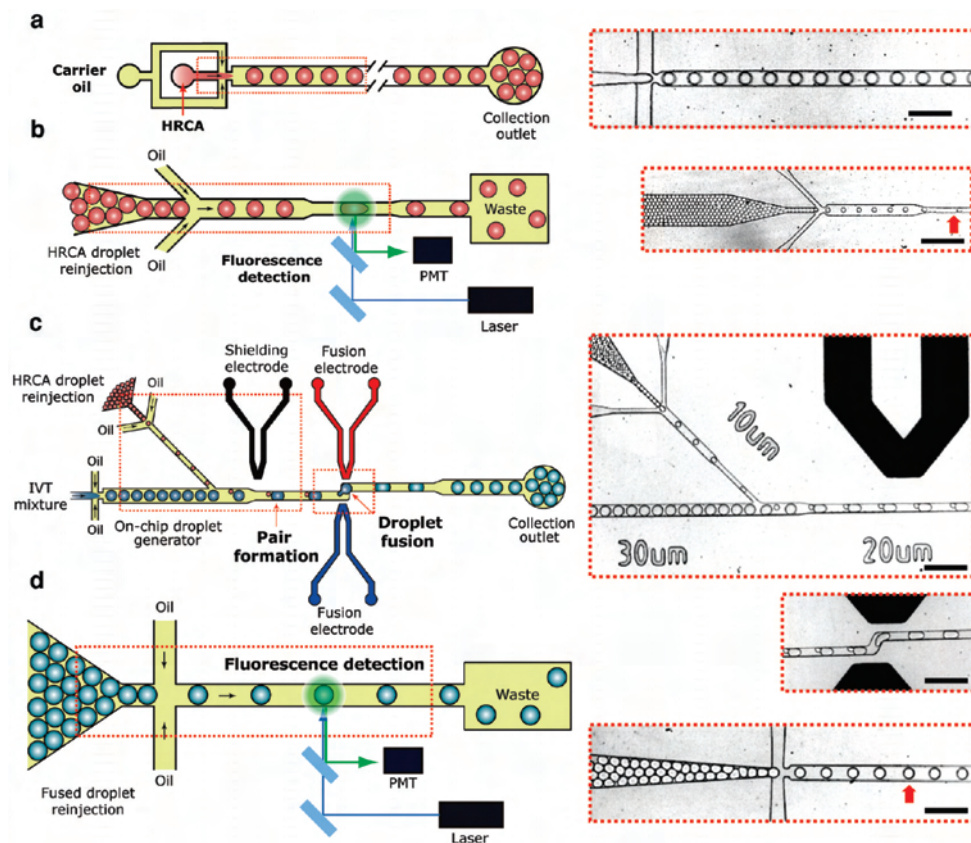 a
Carrier
oil
HRCA
Collection
outlet
b
Oil
HRCA droplet
reinjection
Oil
Fluorescence
detection
PMT
Laser
Waste
c
Shielding
electrode
Fusion
electrode
HRCA droplet
reinjection
Oil
Oil
Oil
IVT
mixture
Oil
On-chip droplet
generator
Pair
formation
Droplet
fusion
Collection
outlet
Fusion
electrode
10um
30um
20um
d
Oil
Fluorescence detection
Waste
Oil
PMT
Fused droplet
reinjection
Laser